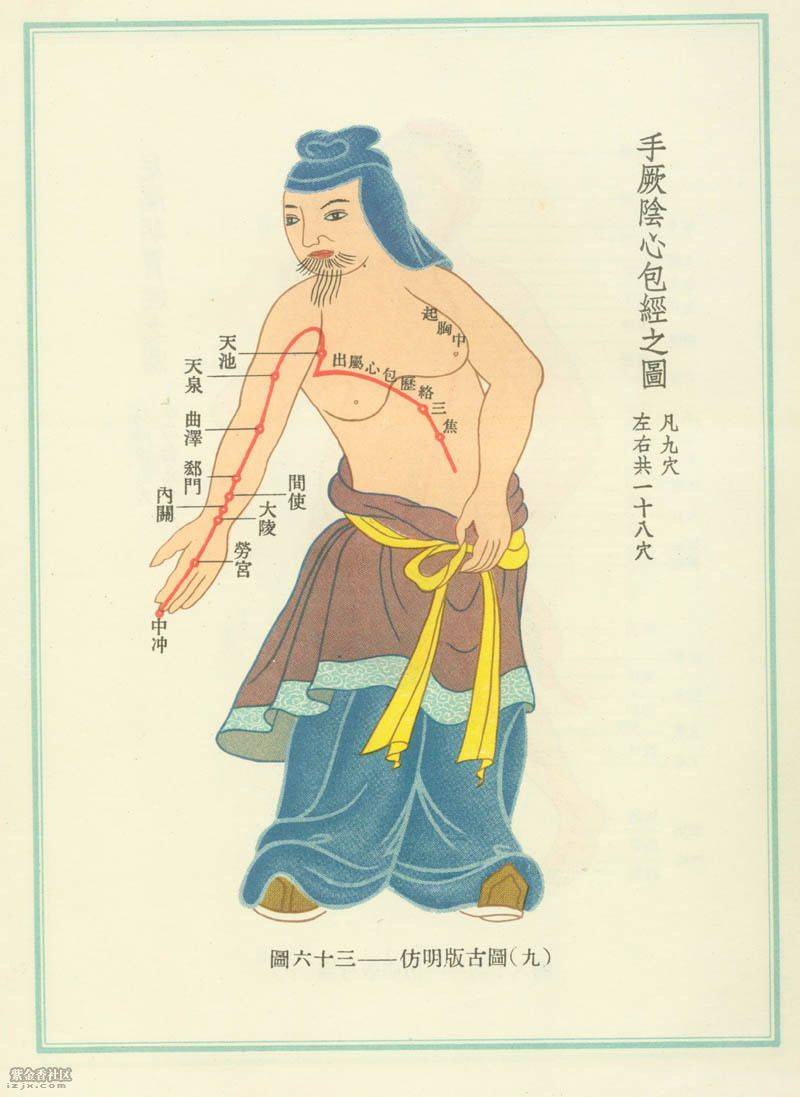 手厥陰心包經之圖
凡九穴
左右共一十八穴
起胸中
出屬心包歷絡三焦
天池
天泉
曲澤
郄門
間使
內關
大陵
勞宮
中冲
圖六十三——仿明版古圖(九)
紫金香社区
izjx.com